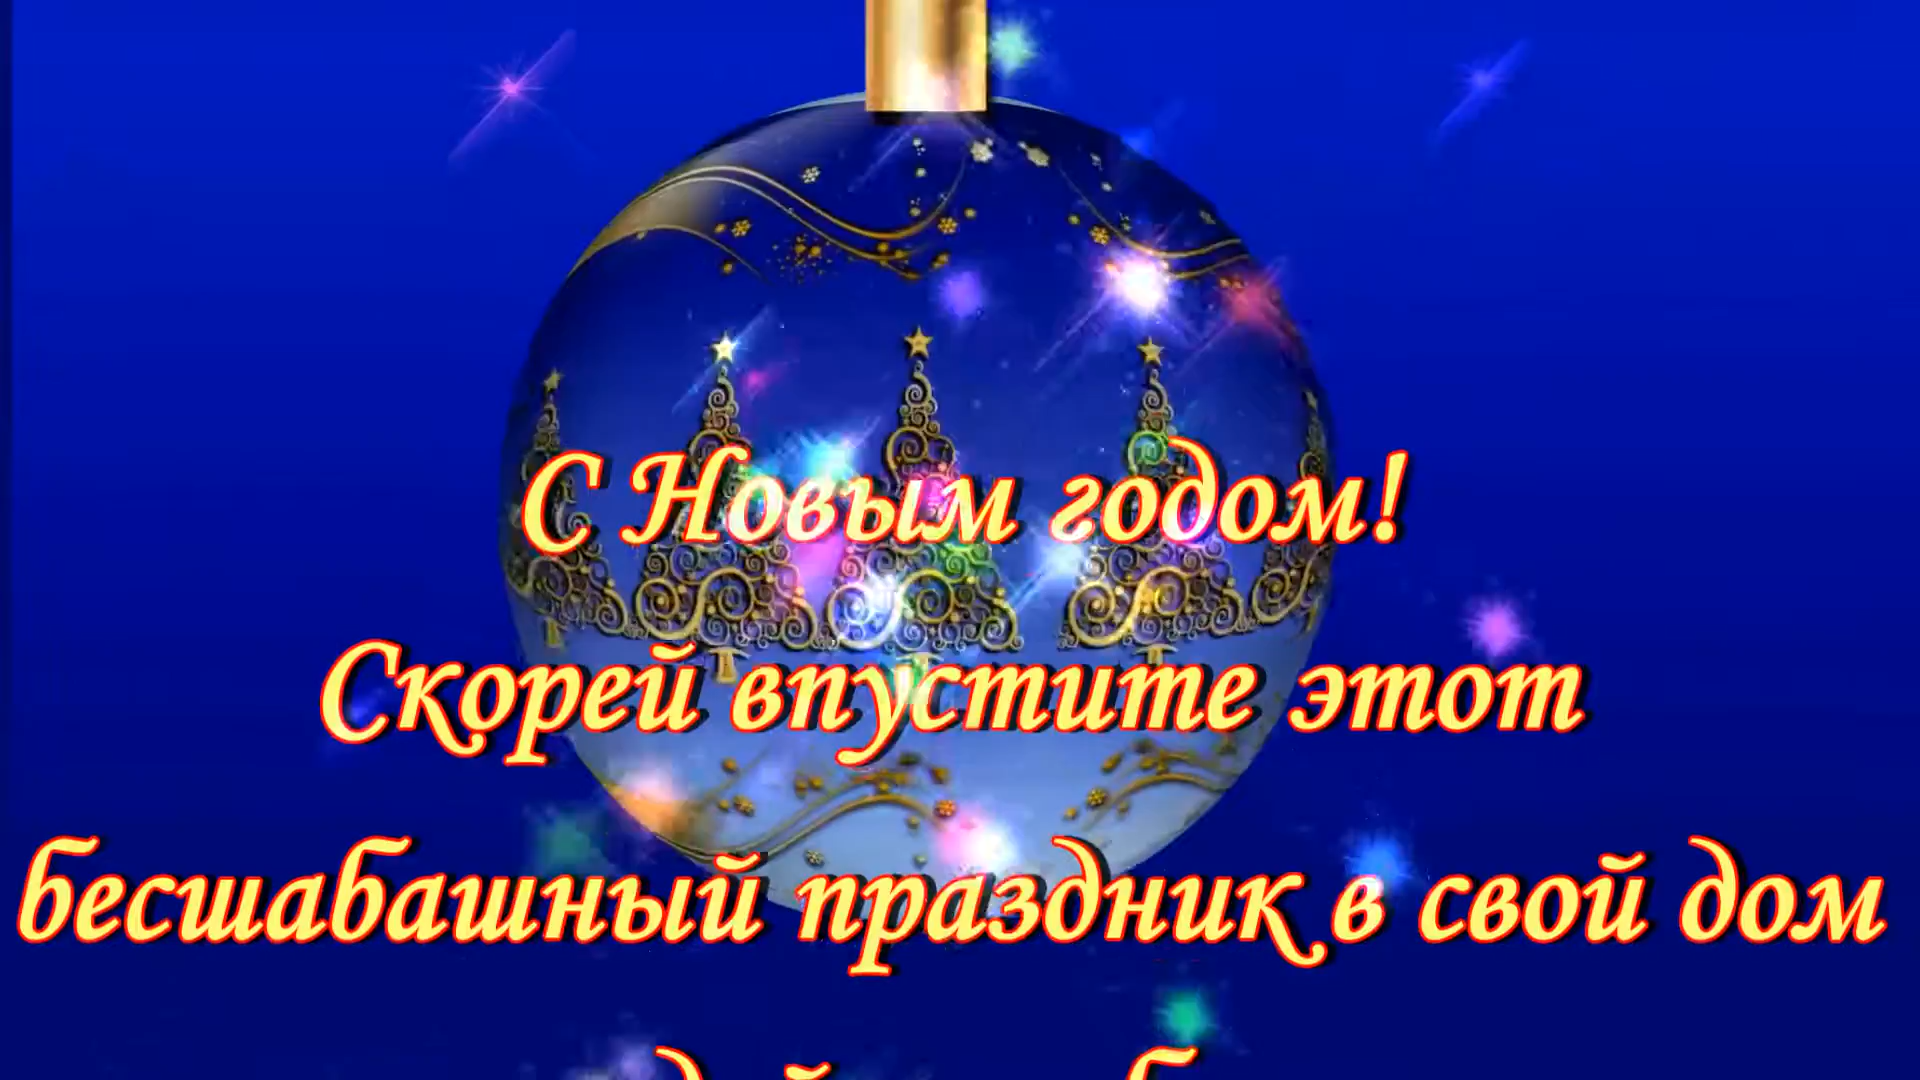 С Новым годом!
Скорей впустите этот
бесшабашный праздник в свой дом